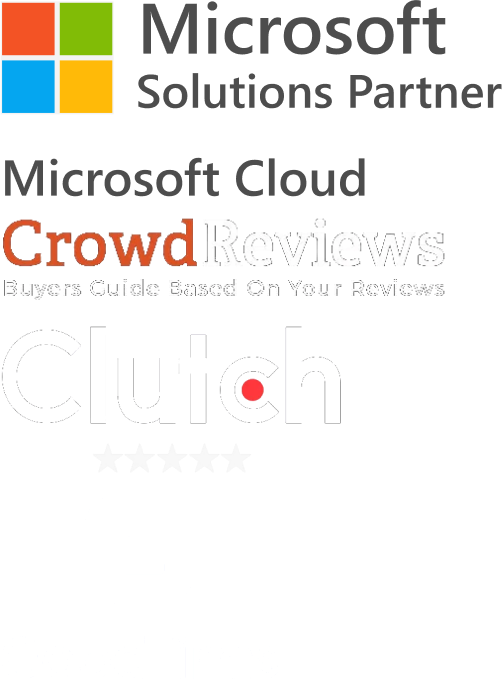 Microsoft
Solutions Partner
Microsoft Cloud
CrowdReviews
Buyers Guide Based On Your Reviews
Clutch